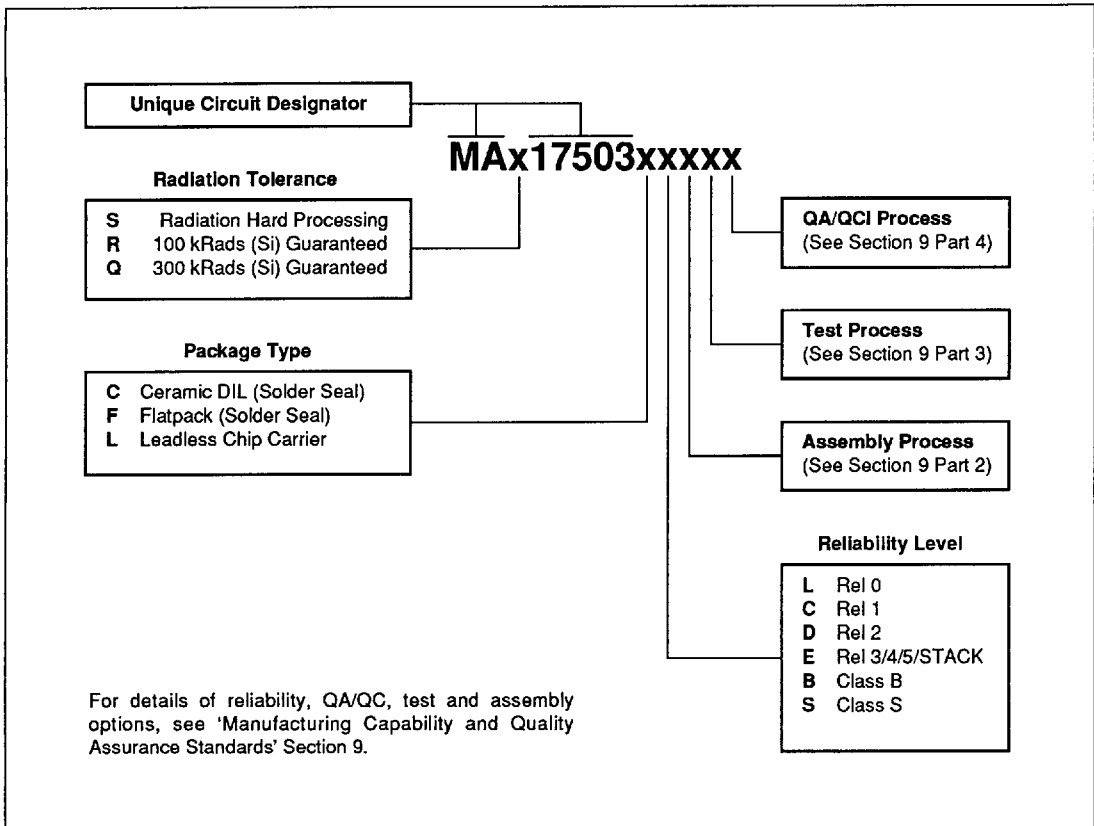 Unique Circuit Designator
MAx17503xxxxx
Radiation Tolerance
S Radiation Hard Processing
R 100 kRads (Si) Guaranteed
Q 300 kRads (Si) Guaranteed
Package Type
C Ceramic DIL (Solder Seal)
F Flatpack (Solder Seal)
L Leadless Chip Carrier
QA/QCI Process
(See Section 9 Part 4)
Test Process
(See Section 9 Part 3)
Assembly Process
(See Section 9 Part 2)
Reliability Level
L Rel 0
C Rel 1
D Rel 2
E Rel 3/4/5/STACK
B Class B
S Class S
For details of reliability, QA/QC, test and assembly
options, see 'Manufacturing Capability and Quality
Assurance Standards' Section 9.